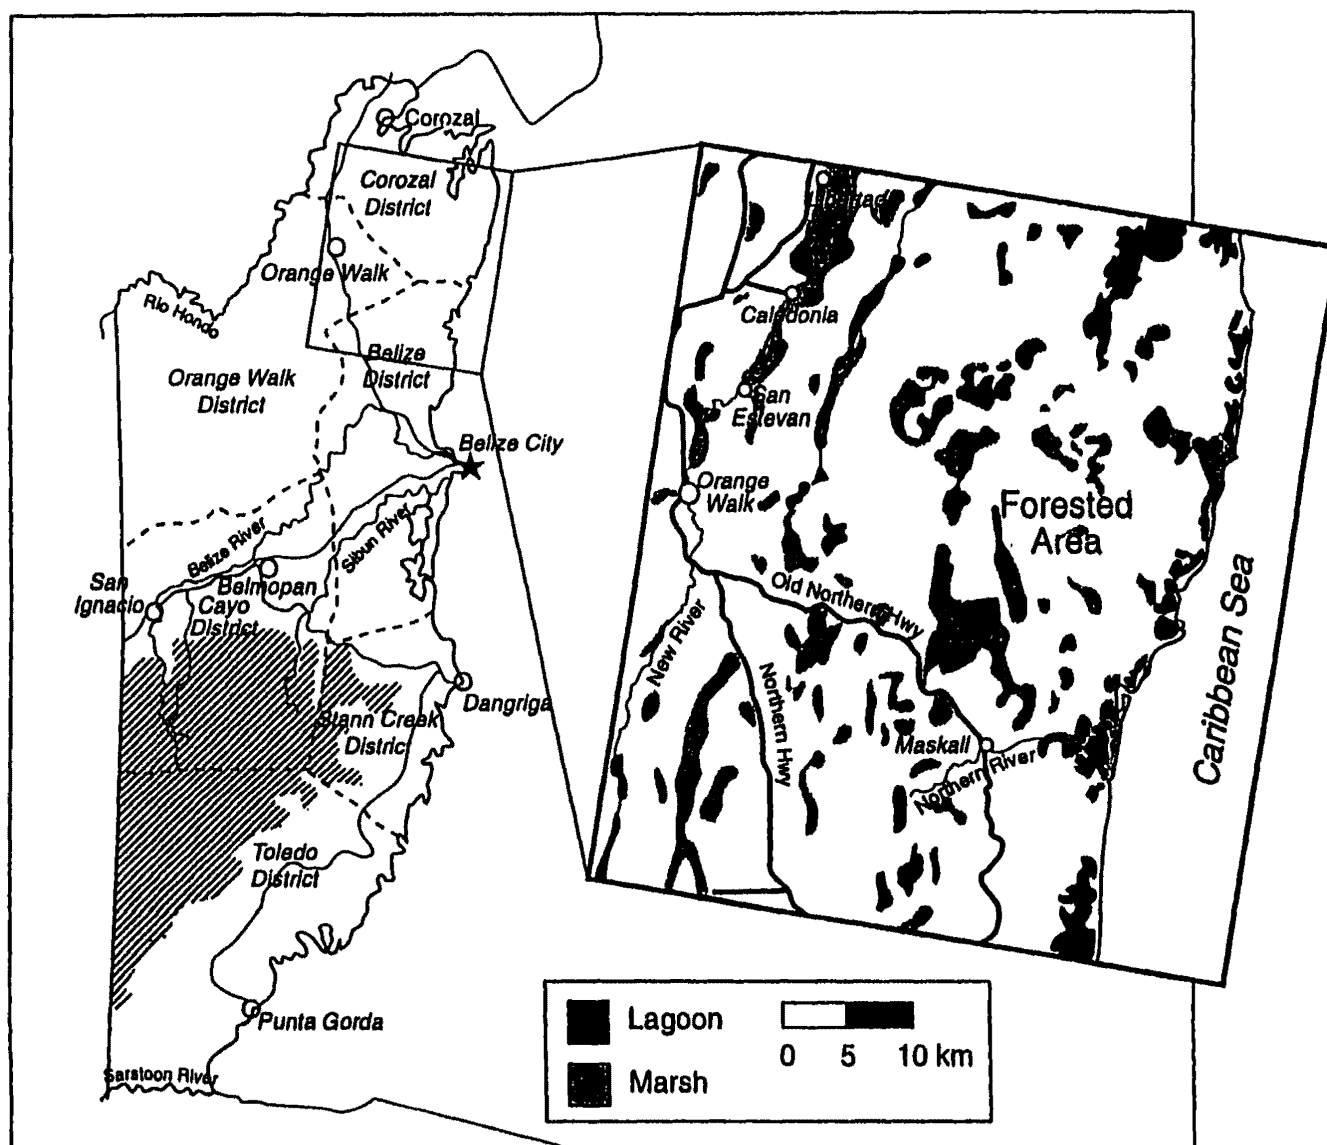 Corozal
Corozal
District
Orange Walk
Rio Hondo
Belize
District
Orange Walk
District
Belize City
Belize River
Sibun River
San
Ignacio
Belmopan
Cayo
District
Dangriga
Stann Creek
District
Toledo
District
Punta Gorda
Sarstoon River
Libertad
Caledonia
San
Estevan
Orange
Walk
Forested
Area
Old Northern Hwy
New River
Northern Hwy
Maskall
Northern River
Caribbean Sea
Lagoon
Marsh
0 5 10 km